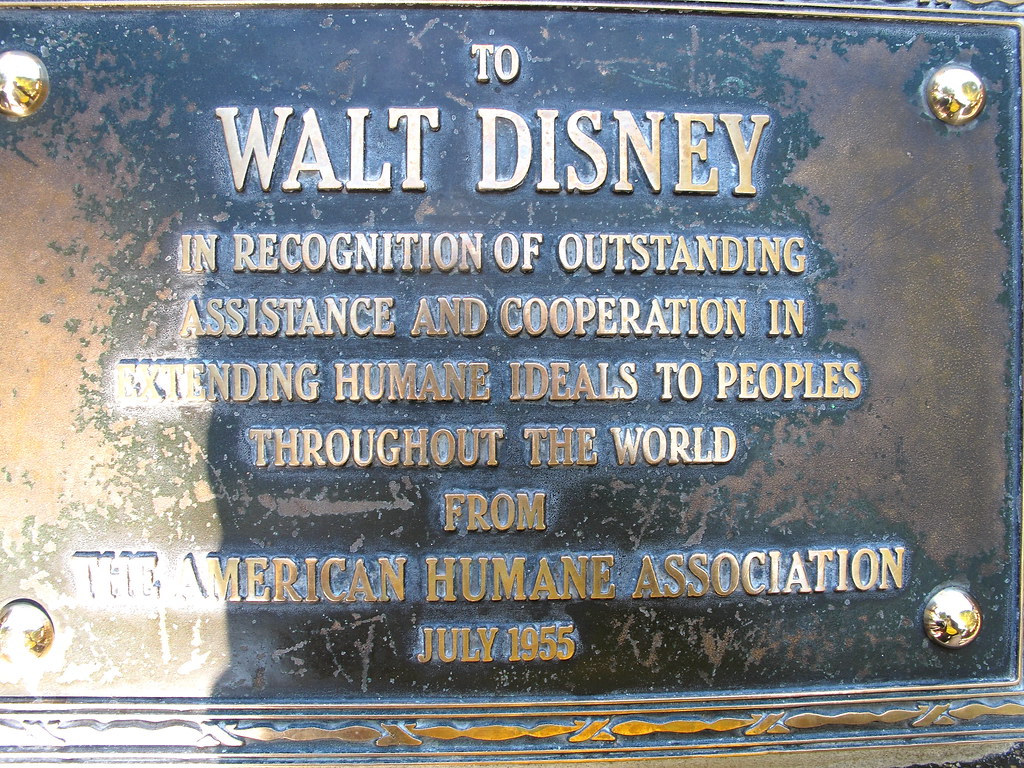 TO
WALT DISNEY
IN RECOGNITION OF OUTSTANDING
ASSISTANCE AND COOPERATION IN
EXTENDING HUMANE IDEALS TO PEOPLES
THROUGHOUT THE WORLD
FROM
THE AMERICAN HUMANE ASSOCIATION
JULY 1955